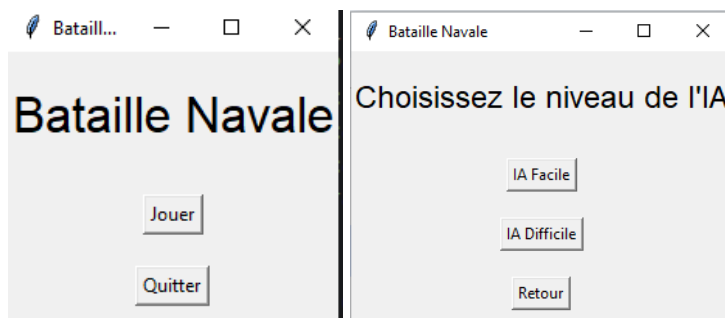 Bataill...
Bataille Navale
Jouer
Quitter
Bataille Navale
Choisissez le niveau de l'IA
IA Facile
IA Difficile
Retour